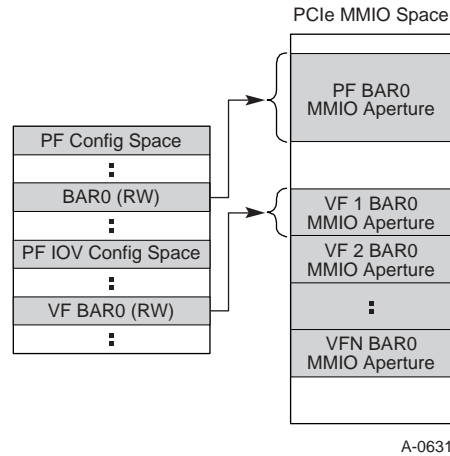 PCIe MMIO Space
PF BAR0
MMIO Aperture
PF Config Space
BAR0 (RW)
VF 1 BAR0
MMIO Aperture
PF IOV Config Space
VF 2 BAR0
MMIO Aperture
VF BAR0 (RW)
VFN BAR0
MMIO Aperture
A-0631